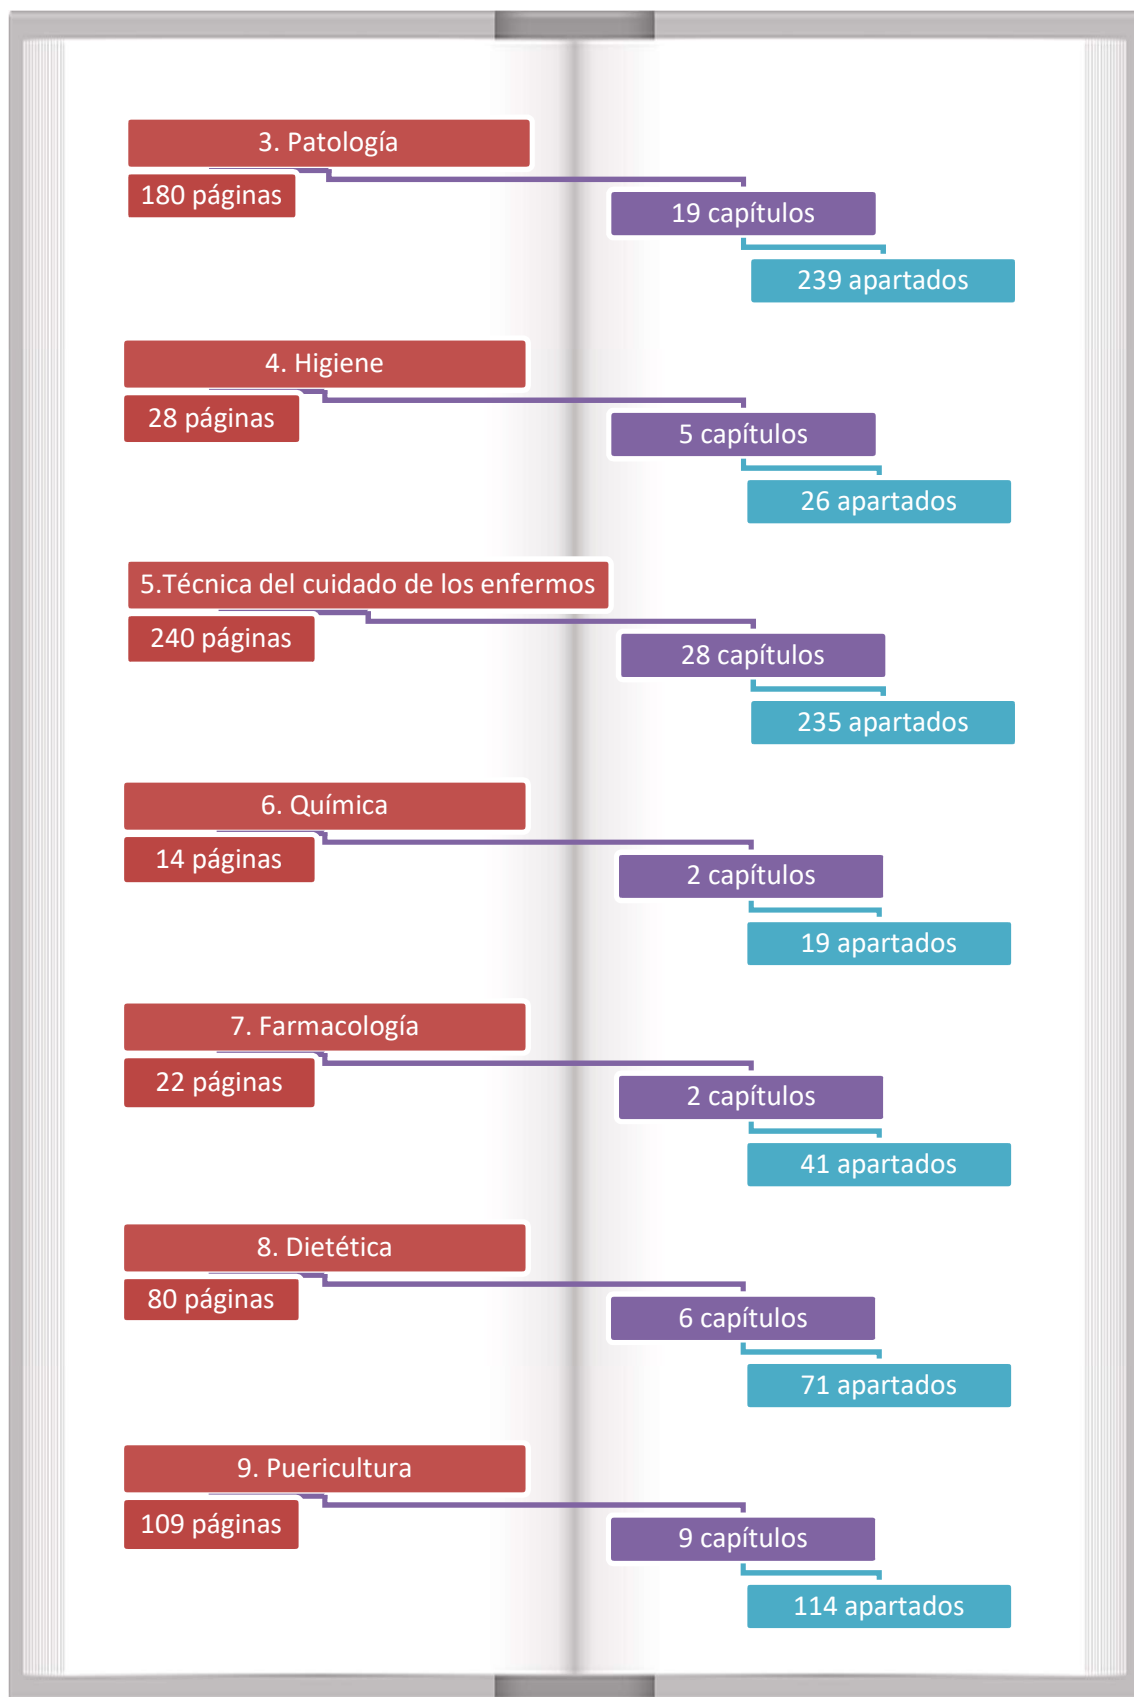 3. Patología
180 páginas
19 capítulos
239 apartados
4. Higiene
28 páginas
5 capítulos
26 apartados
5.Técnica del cuidado de los enfermos
240 páginas
28 capítulos
235 apartados
6. Química
14 páginas
2 capítulos
19 apartados
7. Farmacología
22 páginas
2 capítulos
41 apartados
8. Dietética
80 páginas
6 capítulos
71 apartados
9. Puericultura
109 páginas
9 capítulos
114 apartados